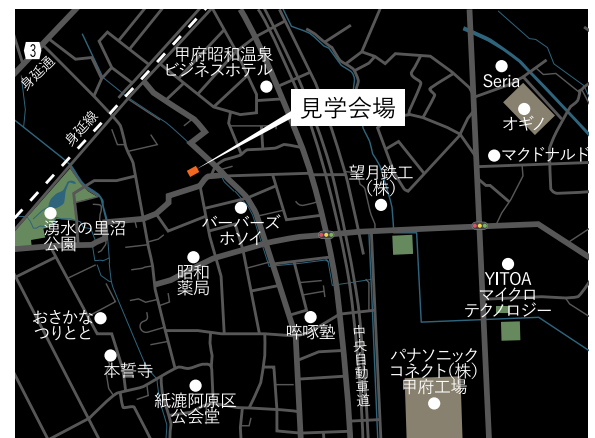 3
身延通
身延線
甲府昭和温泉
ビジネスホテル
見学会場
Seria
オギノ
マクドナルド
望月鉄工
(株)
湧水の里沼
公園
バーバーズ
ホソイ
昭和
薬局
YITOA
マイクロ
テクノロジー
おさかな
つりとと
啐啄塾
本誓寺
中央自動車道
パナソニック
コネクト(株)
甲府工場
紙漉阿原区
公会堂